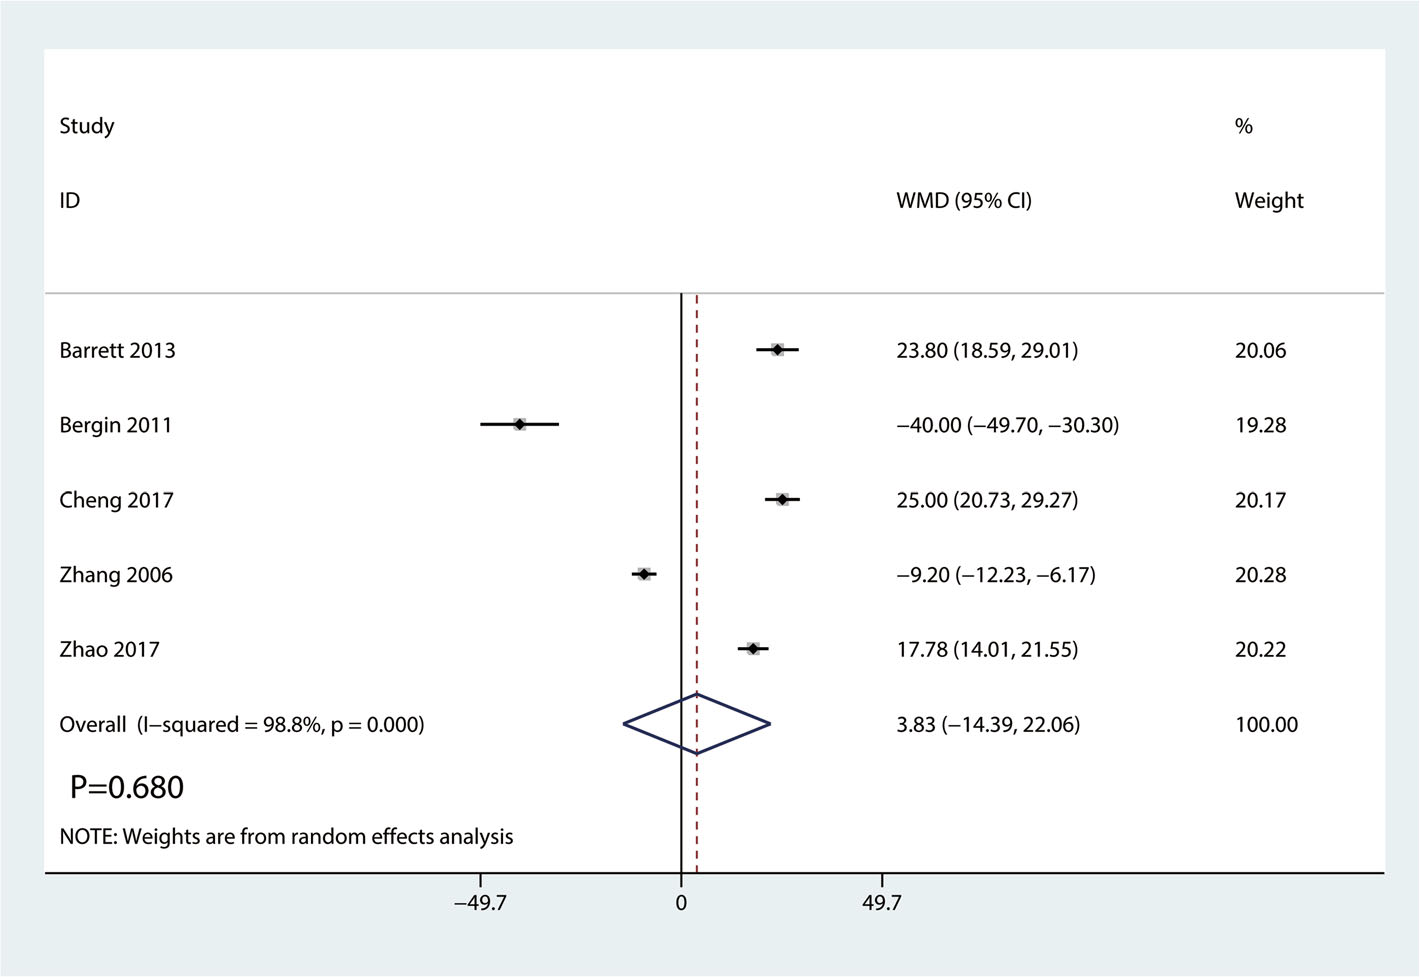 Study %
ID WMD (95% CI) Weight
Barrett 2013 23.80 (18.59, 29.01) 20.06
Bergin 2011 −40.00 (−49.70, −30.30) 19.28
Cheng 2017 25.00 (20.73, 29.27) 20.17
Zhang 2006 −9.20 (−12.23, −6.17) 20.28
Zhao 2017 17.78 (14.01, 21.55) 20.22
Overall (I−squared = 98.8%, p = 0.000) 3.83 (−14.39, 22.06) 100.00
P=0.680
NOTE: Weights are from random effects analysis
−49.7 0 49.7